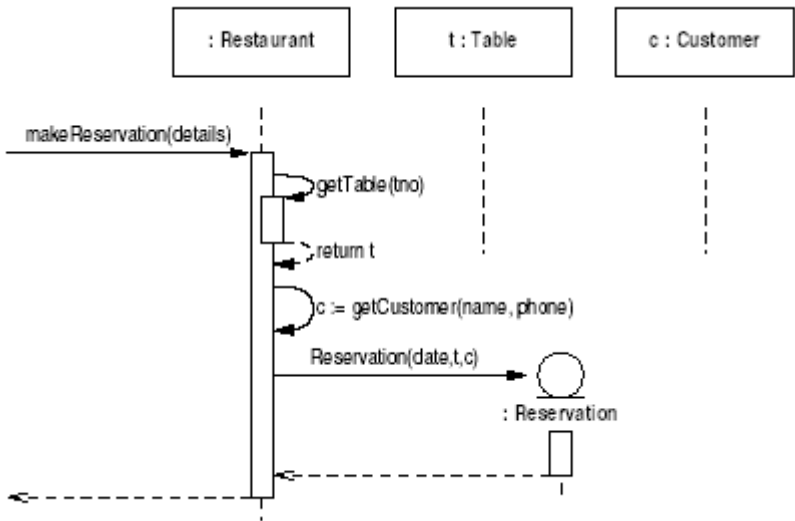 : Restaurant
t : Table
c : Customer
makeReservation(details)
getTable(tno)
return t
c := getCustomer(name, phone)
Reservation(date,t,c)
: Reservation